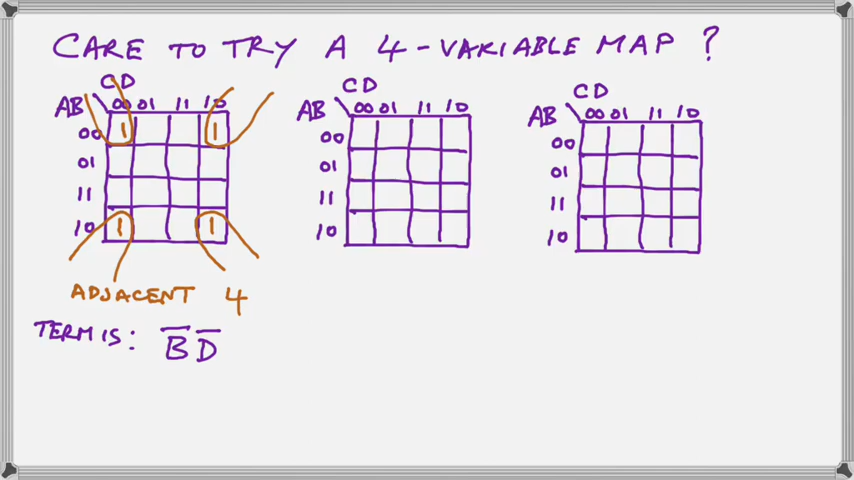 CARE TO TRY A 4-VARIABLE MAP ?
CD
AB 00 01 11 10
00 1 1
01
11
10 1 1
ADJACENT 4
TERM IS: B̅ D̅
CD
AB 00 01 11 10
00
01
11
10
CD
AB 00 01 11 10
00
01
11
10